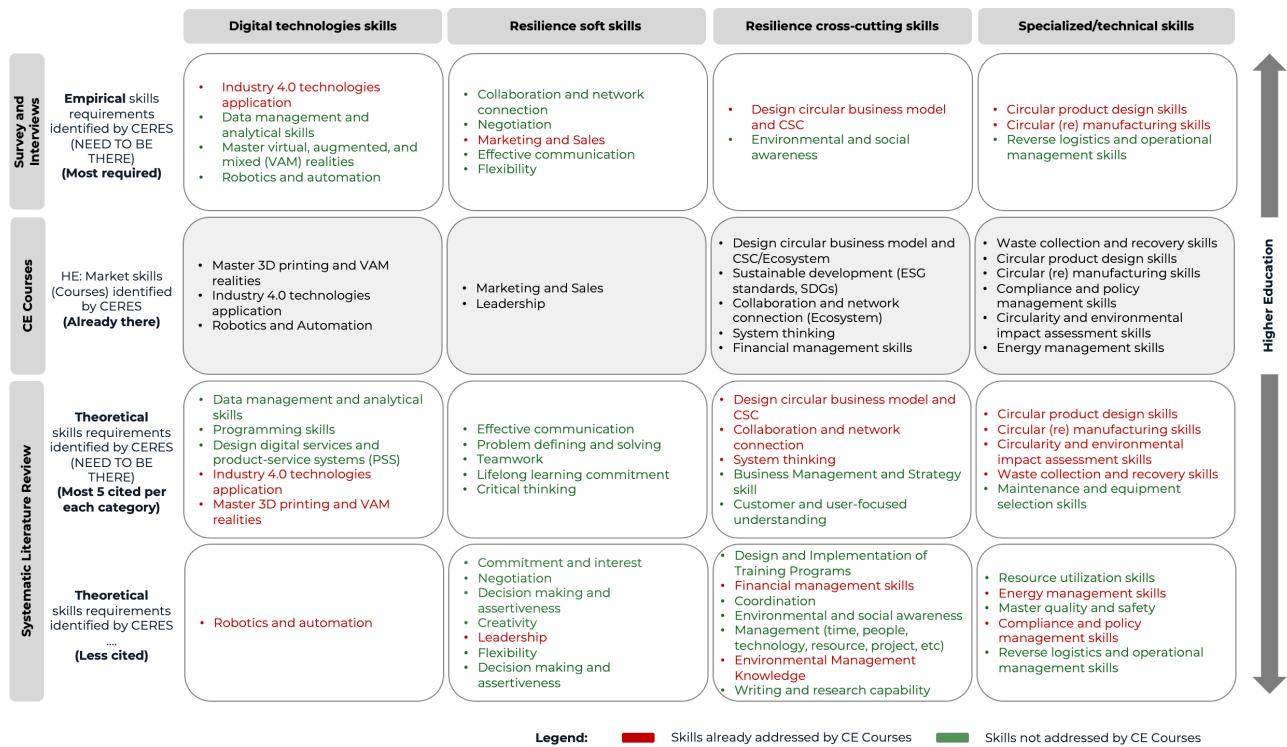 Digital technologies skills
Resilience soft skills
Resilience cross-cutting skills
Specialized/technical skills
Survey and
Interviews
Empirical skills
requirements
identified by CERES
(NEED TO BE
THERE)
(Most required)
• Industry 4.0 technologies
application
• Data management and
analytical skills
• Master virtual, augmented, and
mixed (VAM) realities
• Robotics and automation
• Collaboration and network
connection
• Negotiation
• Marketing and Sales
• Effective communication
• Flexibility
• Design circular business model
and CSC
• Environmental and social
awareness
• Circular product design skills
• Circular (re) manufacturing skills
• Reverse logistics and operational
management skills
CE Courses
HE: Market skills
(Courses) identified
by CERES
(Already there)
• Master 3D printing and VAM
realities
• Industry 4.0 technologies
application
• Robotics and Automation
• Marketing and Sales
• Leadership
• Design circular business model and
CSC/Ecosystem
• Sustainable development (ESG
standards, SDGs)
• Collaboration and network
connection (Ecosystem)
• System thinking
• Financial management skills
• Waste collection and recovery skills
• Circular product design skills
• Circular (re) manufacturing skills
• Compliance and policy
management skills
• Circularity and environmental
impact assessment skills
• Energy management skills
Higher Education
Systematic Literature Review
Theoretical
skills requirements
identified by CERES
(NEED TO BE
THERE)
(Most 5 cited per
each category)
• Data management and analytical
skills
• Programming skills
• Design digital services and
product-service systems (PSS)
• Industry 4.0 technologies
application
• Master 3D printing and VAM
realities
• Effective communication
• Problem defining and solving
• Teamwork
• Lifelong learning commitment
• Critical thinking
• Design circular business model and
CSC
• Collaboration and network
connection
• System thinking
• Business Management and Strategy
skill
• Customer and user-focused
understanding
• Circular product design skills
• Circular (re) manufacturing skills
• Circularity and environmental
impact assessment skills
• Waste collection and recovery skills
• Maintenance and equipment
selection skills
Theoretical
skills requirements
identified by CERES
....
(Less cited)
• Robotics and automation
• Commitment and interest
• Negotiation
• Decision making and
assertiveness
• Creativity
• Leadership
• Flexibility
• Decision making and
assertiveness
• Design and Implementation of
Training Programs
• Financial management skills
• Coordination
• Environmental and social awareness
• Management (time, people,
technology, resource, project, etc)
• Environmental Management
Knowledge
• Writing and research capability
• Resource utilization skills
• Energy management skills
• Master quality and safety
• Compliance and policy
management skills
• Reverse logistics and operational
management skills
Legend:
Skills already addressed by CE Courses
Skills not addressed by CE Courses